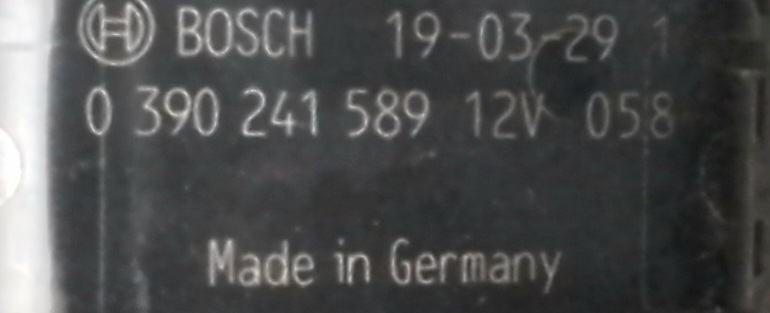 BOSCH 19-03-29 1
0 390 241 589 12V 058
Made in Germany